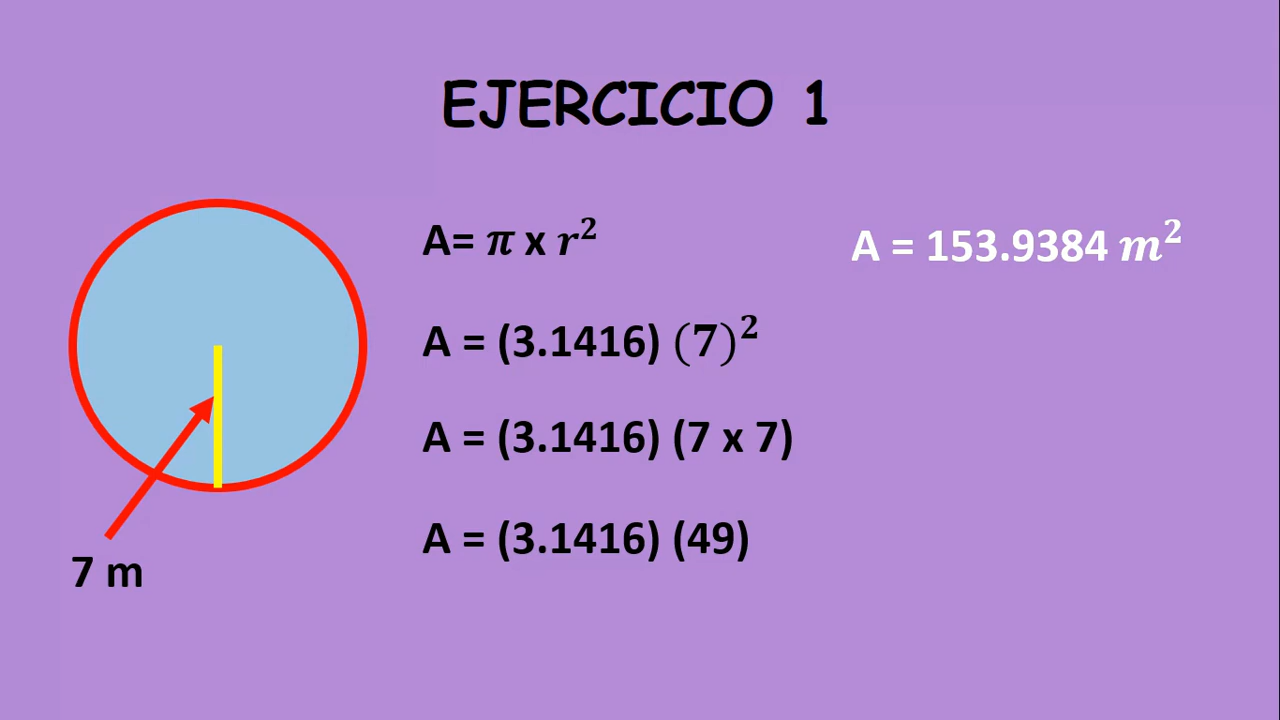 EJERCICIO 1
A= π x r²
A = (3.1416) (7)²
A = (3.1416) (7 x 7)
A = (3.1416) (49)
A = 153.9384 m²
7 m